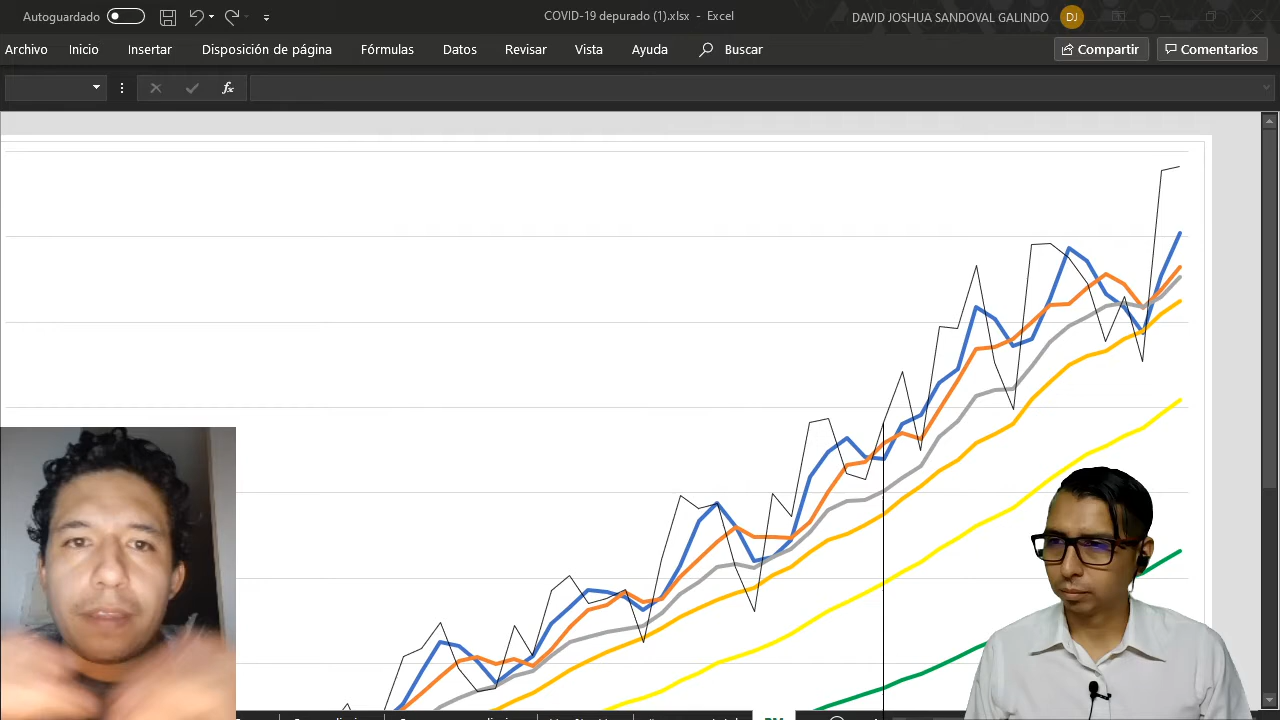 Autoguardado COVID-19 depurado (1).xlsx - Excel DAVID JOSHUA SANDOVAL GALINDO DJ
Archivo Inicio Insertar Disposición de página Fórmulas Datos Revisar Vista Ayuda Buscar Compartir Comentarios
fx